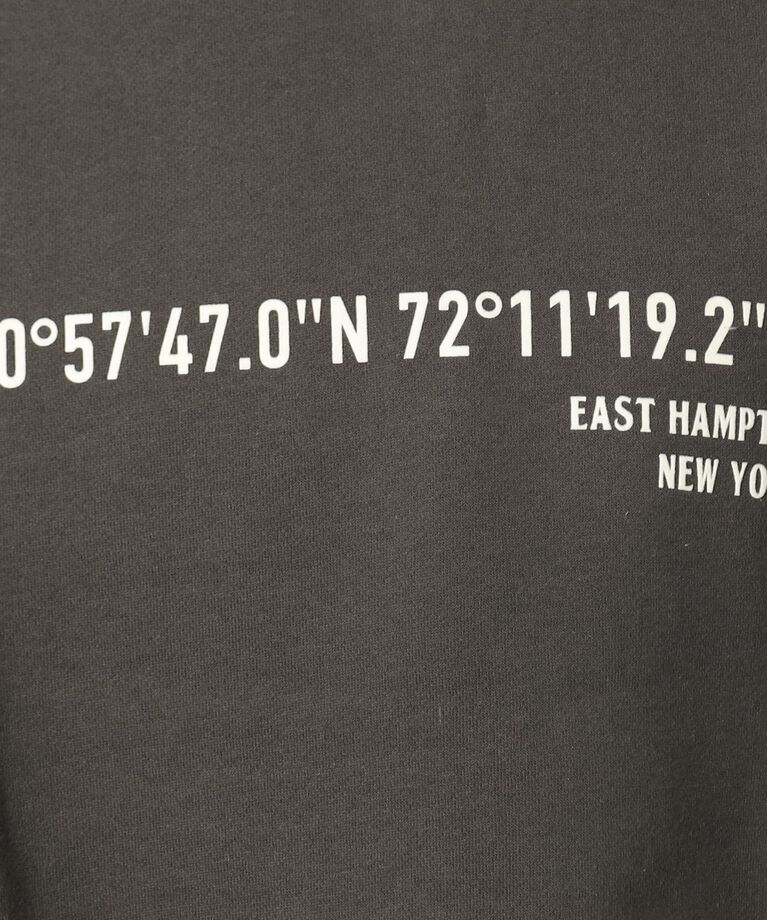 0°57'47.0"N 72°11'19.2"
EAST HAMPT
NEW YO